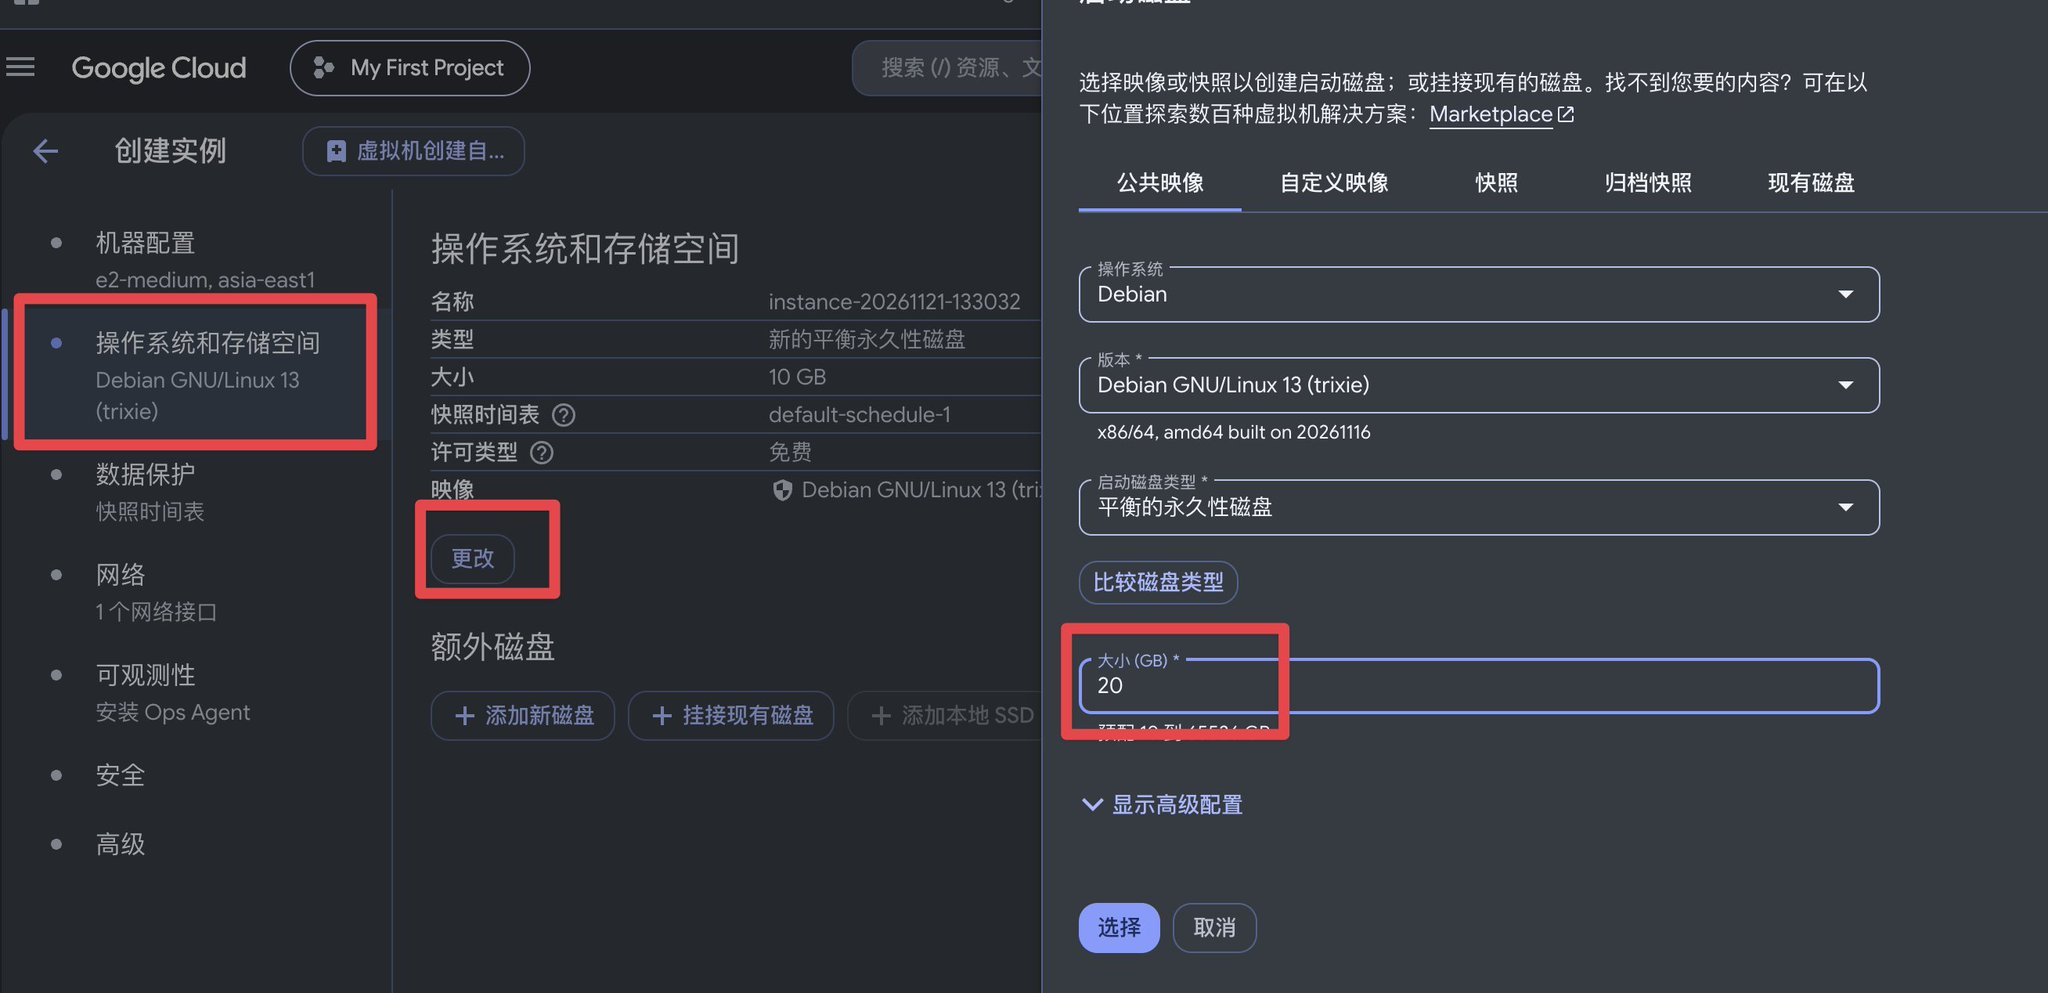 Google Cloud
My First Project
搜索 (/) 资源、文
创建实例
虚拟机创建自...
机器配置
e2-medium, asia-east1
操作系统和存储空间
Debian GNU/Linux 13
(trixie)
数据保护
快照时间表
网络
1 个网络接口
可观测性
安装 Ops Agent
安全
高级
操作系统和存储空间
名称 instance-20261121-133032
类型 新的平衡永久性磁盘
大小 10 GB
快照时间表 default-schedule-1
许可类型 免费
映像 Debian GNU/Linux 13 (tri
更改
额外磁盘
添加新磁盘 挂接现有磁盘 添加本地 SSD
启动磁盘
选择映像或快照以创建启动磁盘；或挂接现有的磁盘。找不到您要的内容？可在以
下位置探索数百种虚拟机解决方案：Marketplace
公共映像 自定义映像 快照 归档快照 现有磁盘
操作系统
Debian
版本 *
Debian GNU/Linux 13 (trixie)
x86/64, amd64 built on 20261116
启动磁盘类型 *
平衡的永久性磁盘
比较磁盘类型
大小 (GB) *
20
预配 10 到 65536 GB
显示高级配置
选择 取消